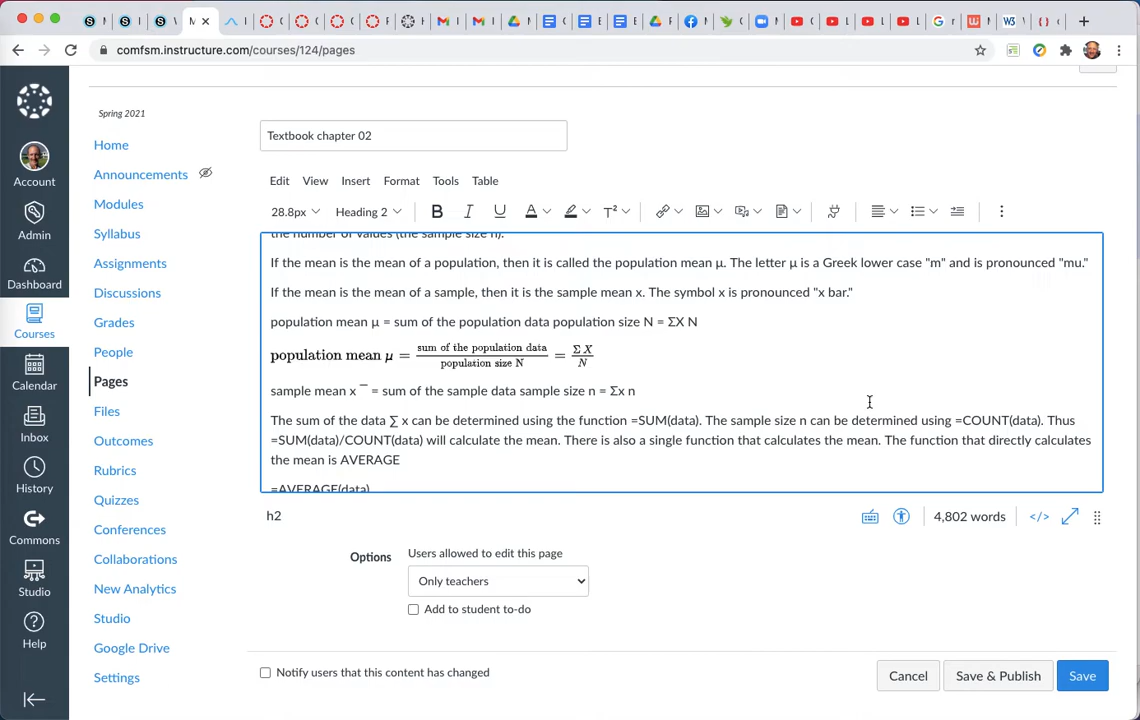 comfsm.instructure.com/courses/124/pages
Spring 2021
Account
Admin
Dashboard
Courses
Calendar
Inbox
History
Commons
Studio
Help
Home
Announcements
Modules
Syllabus
Assignments
Discussions
Grades
People
Pages
Files
Outcomes
Rubrics
Quizzes
Conferences
Collaborations
New Analytics
Studio
Google Drive
Settings
Textbook chapter 02
Edit View Insert Format Tools Table
28.8px Heading 2 B I U A T²
the number of values (the sample size n).
If the mean is the mean of a population, then it is called the population mean μ. The letter μ is a Greek lower case "m" and is pronounced "mu."
If the mean is the mean of a sample, then it is the sample mean x. The symbol x is pronounced "x bar."
population mean μ = sum of the population data population size N = ΣX N
population mean μ = sum of the population data / population size N = Σ X / N
sample mean x ¯ = sum of the sample data sample size n = Σx n
The sum of the data ∑ x can be determined using the function =SUM(data). The sample size n can be determined using =COUNT(data). Thus
=SUM(data)/COUNT(data) will calculate the mean. There is also a single function that calculates the mean. The function that directly calculates
the mean is AVERAGE
=AVERAGE(data)
h2
4,802 words
</>
Options
Users allowed to edit this page
Only teachers
Add to student to-do
Notify users that this content has changed
Cancel
Save & Publish
Save